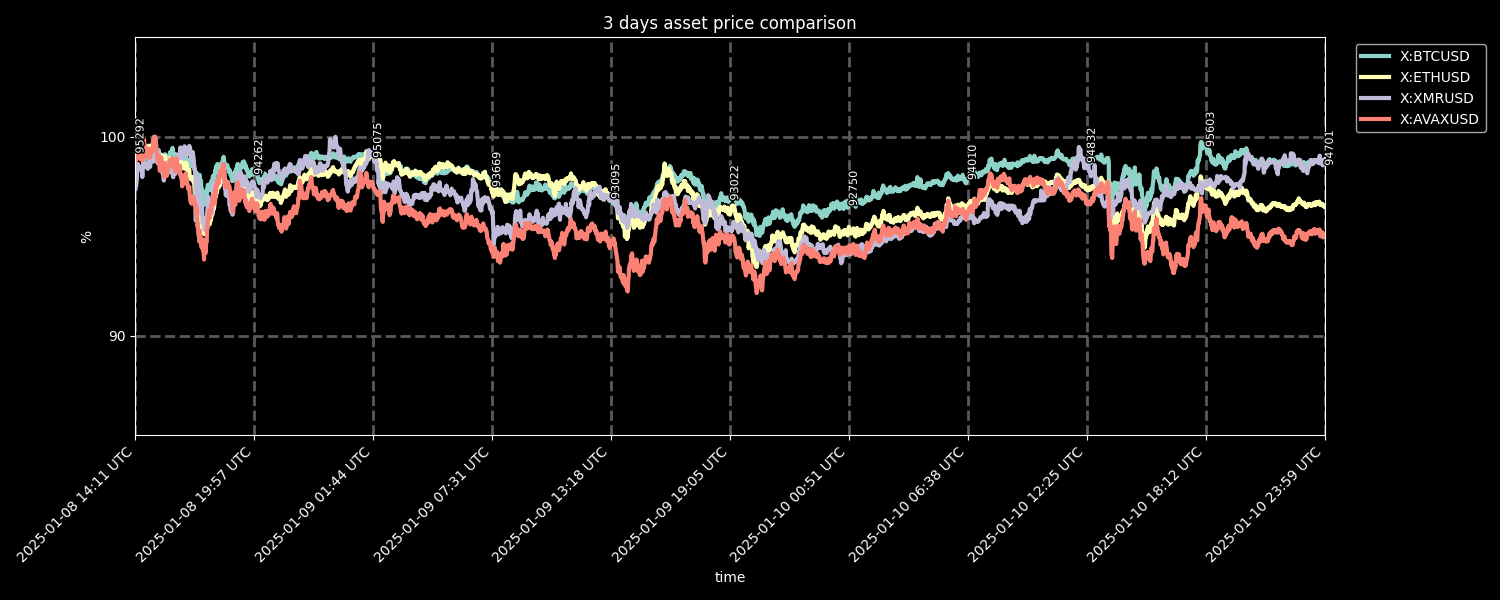 3 days asset price comparison
X:BTCUSD
X:ETHUSD
X:XMRUSD
X:AVAXUSD
100
90
%
95292
94262
95075
93669
93095
93022
92750
94010
94832
95603
94701
2025-01-08 14:11 UTC
2025-01-08 19:57 UTC
2025-01-09 01:44 UTC
2025-01-09 07:31 UTC
2025-01-09 13:18 UTC
2025-01-09 19:05 UTC
2025-01-10 00:51 UTC
2025-01-10 06:38 UTC
2025-01-10 12:25 UTC
2025-01-10 18:12 UTC
2025-01-10 23:59 UTC
time